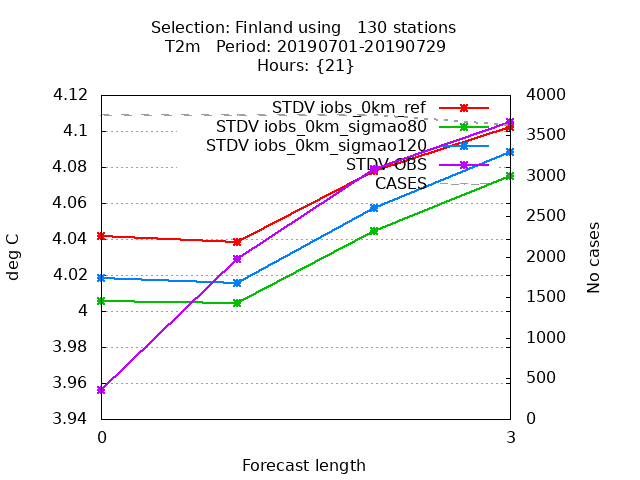 Selection: Finland using   130 stations
T2m   Period: 20190701-20190729
Hours: {21}
4.12
4.1
4.08
4.06
4.04
4.02
4
3.98
3.96
3.94
4000
3500
3000
2500
2000
1500
1000
500
0
STDV iobs_0km_ref
STDV iobs_0km_sigmao80
STDV iobs_0km_sigmao120
STDV OBS
CASES
deg C
No cases
0
3
Forecast length